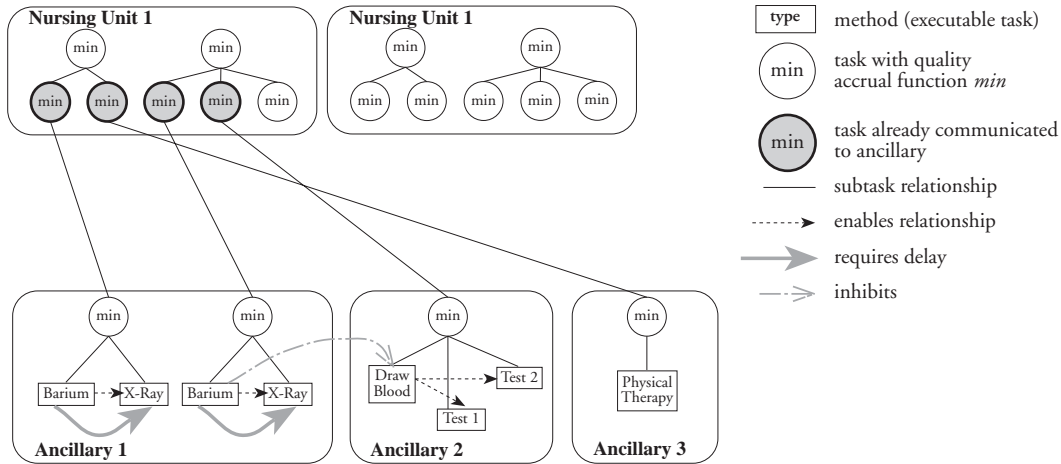 Nursing Unit 1
Nursing Unit 1
min
min
min
min
min
min
min
min
min
min
min
min
min
min
type
method (executable task)
min
task with quality
accrual function min
min
task already communicated
to ancillary
subtask relationship
enables relationship
requires delay
inhibits
min
min
min
min
Barium
X-Ray
Barium
X-Ray
Draw
Blood
Test 2
Test 1
Physical
Therapy
Ancillary 1
Ancillary 2
Ancillary 3